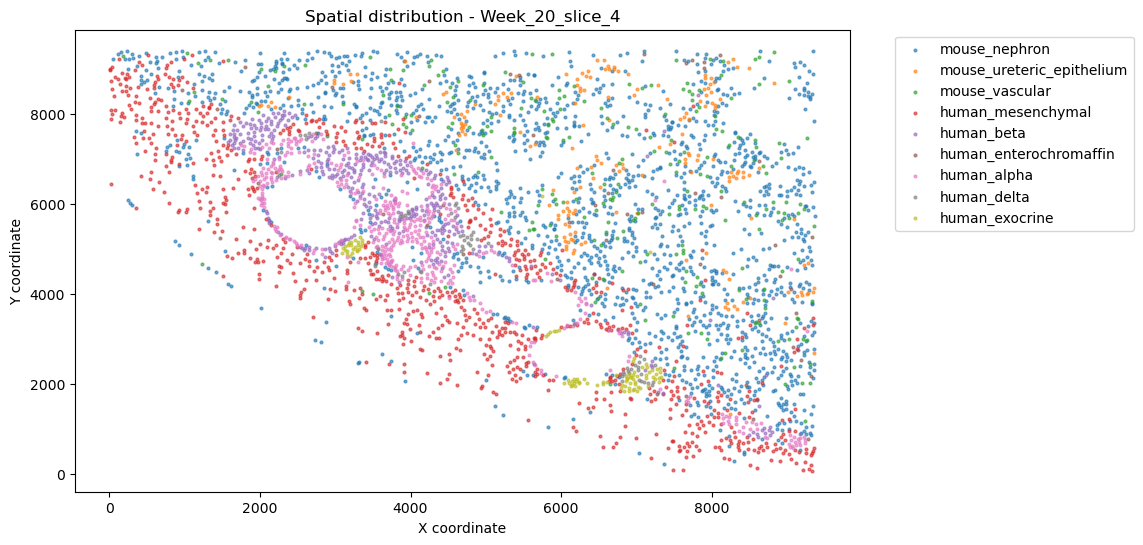 Spatial distribution - Week_20_slice_4
Y coordinate
8000
6000
4000
2000
0
0 2000 4000 6000 8000
X coordinate
mouse_nephron
mouse_ureteric_epithelium
mouse_vascular
human_mesenchymal
human_beta
human_enterochromaffin
human_alpha
human_delta
human_exocrine